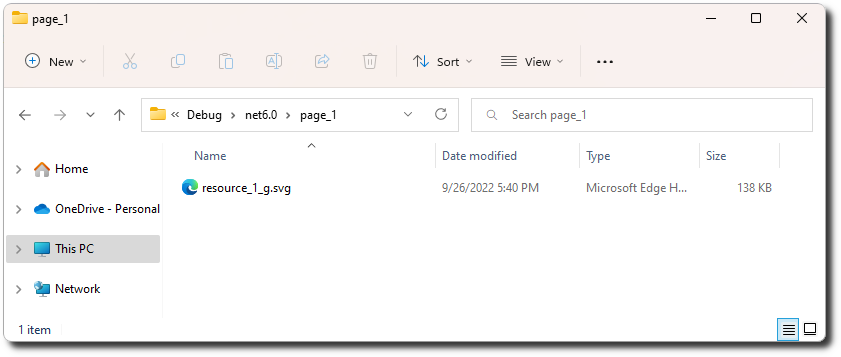 page_1
New Sort View
Debug net6.0 page_1 Search page_1
Name Date modified Type Size
Home
resource_1_g.svg 9/26/2022 5:40 PM Microsoft Edge H... 138 KB
OneDrive - Personal
This PC
Network
1 item